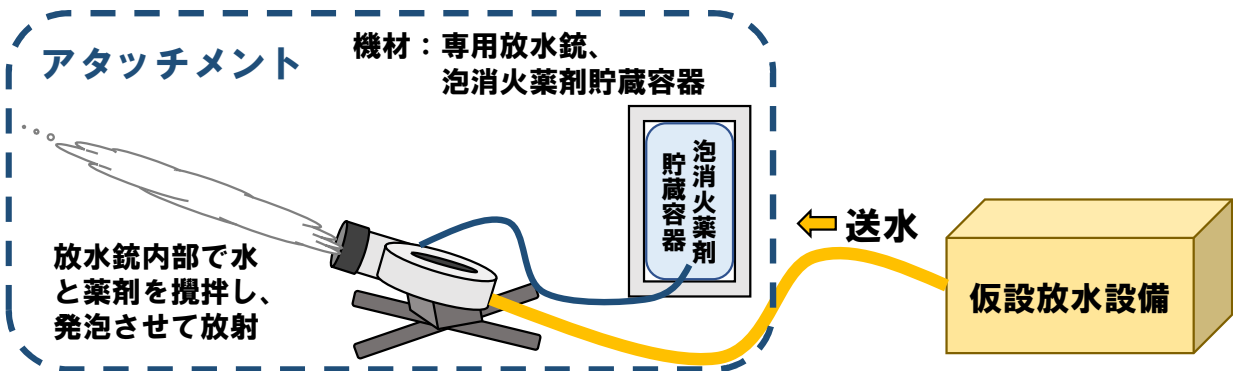 アタッチメント
機材：専用放水銃、
泡消火薬剤貯蔵容器
泡消火薬剤
貯蔵容器
送水
放水銃内部で水
と薬剤を攪拌し、
発泡させて放射
仮設放水設備